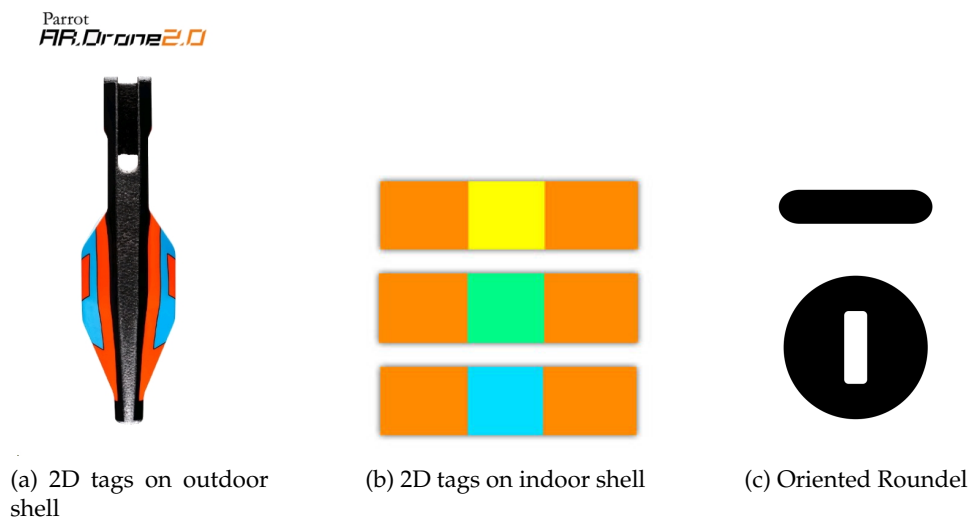 Parrot
AR.Drone2.0
(a) 2D tags on outdoor
shell
(b) 2D tags on indoor shell
(c) Oriented Roundel